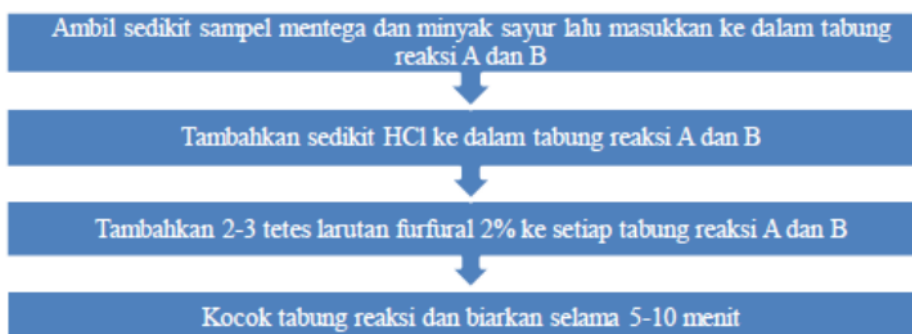 Ambil sedikit sampel mentega dan minyak sayur lalu masukkan ke dalam tabung
reaksi A dan B
Tambahkan sedikit HCl ke dalam tabung reaksi A dan B
Tambahkan 2-3 tetes larutan furfural 2% ke setiap tabung reaksi A dan B
Kocok tabung reaksi dan biarkan selama 5-10 menit